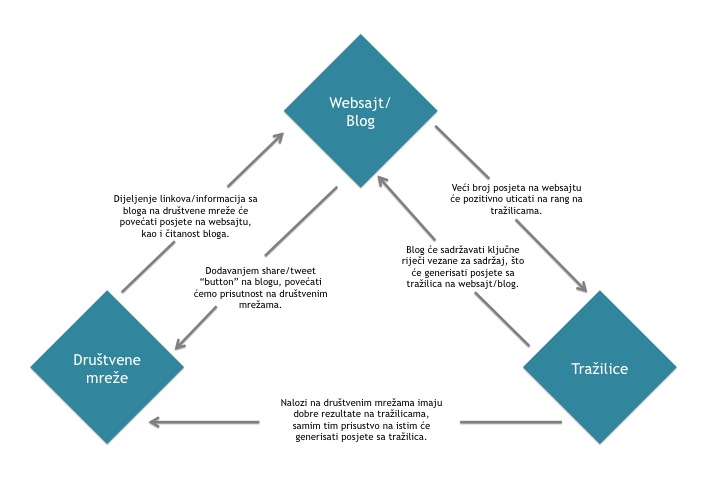 Websajt/
Blog
Dijeljenje linkova/informacija sa
bloga na društvene mreže će
povećati posjete na websajtu,
kao i čitanost bloga.
Veći broj posjeta na websajtu
će pozitivno uticati na rang na
tražilicama.
Dodavanjem share/tweet
“button” na blogu, povećati
ćemo prisutnost na društvenim
mrežama.
Blog će sadržavati ključne
riječi vezane za sadržaj, što
će generisati posjete sa
tražilica na websajt/blog.
Društvene
mreže
Tražilice
Nalozi na društvenim mrežama imaju
dobre rezultate na tražilicama,
samim tim prisustvo na istim će
generisati posjete sa tražilica.